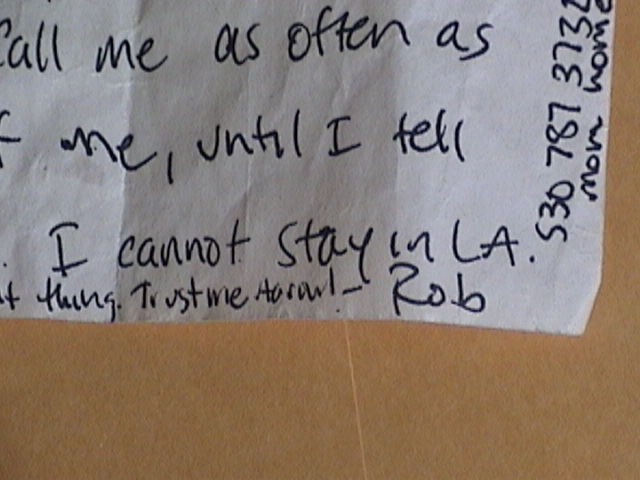 Call me as often as
me, until I tell
. I cannot stay in LA.
thing. Trust me
- Rob
530 787 3732
mom home